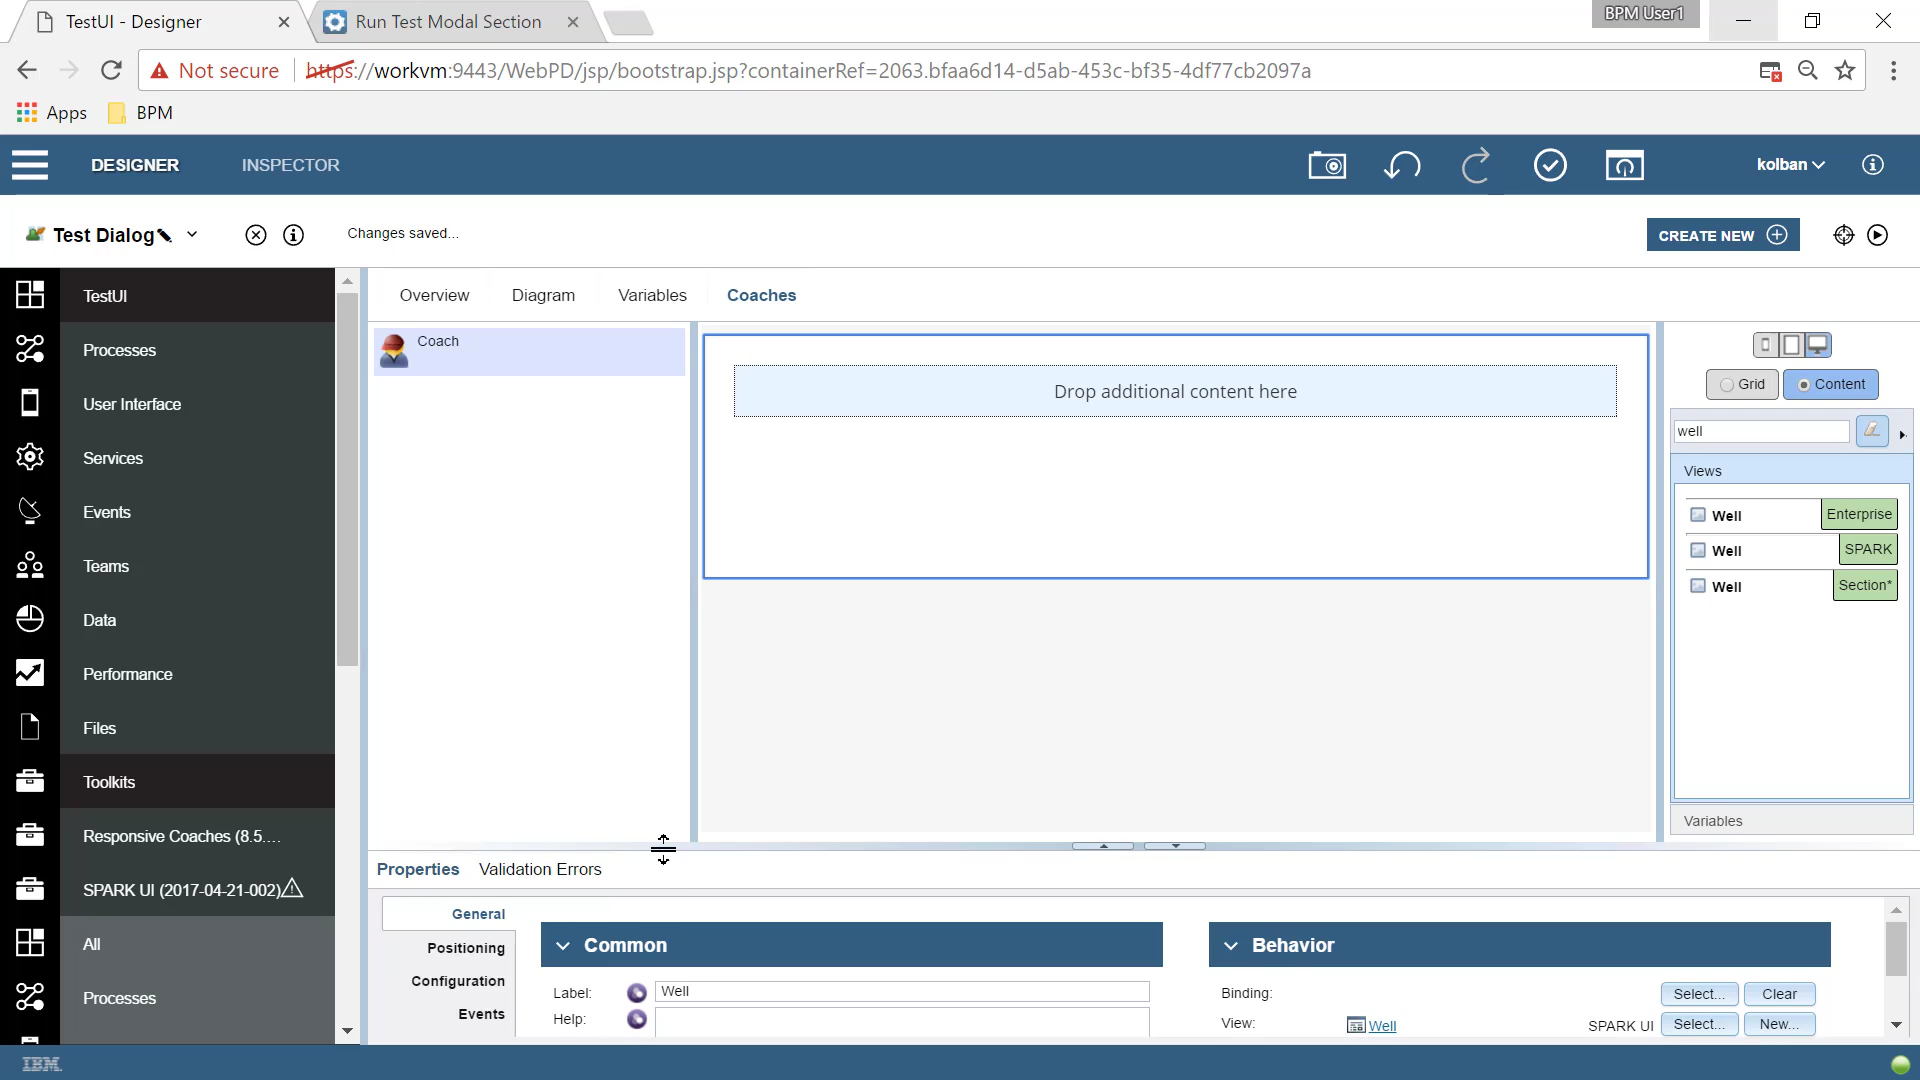 TestUI - Designer
Run Test Modal Section
BPM User1
Not secure
https://workvm:9443/WebPD/jsp/bootstrap.jsp?containerRef=2063.bfaa6d14-d5ab-453c-bf35-4df77cb2097a
Apps
BPM
DESIGNER
INSPECTOR
kolban
Test Dialog
Changes saved...
CREATE NEW
TestUI
Processes
User Interface
Services
Events
Teams
Data
Performance
Files
Toolkits
Responsive Coaches (8.5....
SPARK UI (2017-04-21-002)
All
Processes
Overview
Diagram
Variables
Coaches
Coach
Drop additional content here
Grid
Content
well
Views
Well
Enterprise
Well
SPARK
Well
Section*
Variables
Properties
Validation Errors
General
Positioning
Configuration
Events
Common
Label:
Well
Help:
Behavior
Binding:
Select...
Clear
View:
Well
SPARK UI
Select...
New...
IBM